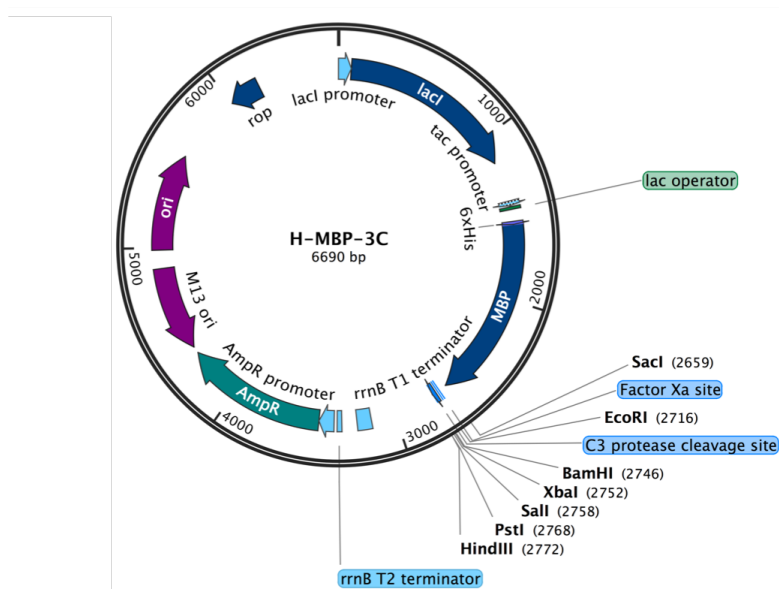 lacI promoter
lacI
1000
tac promoter
lac operator
6xHis
H-MBP-3C
6690 bp
MBP
2000
SacI (2659)
Factor Xa site
EcoRI (2716)
C3 protease cleavage site
BamHI (2746)
XbaI (2752)
SalI (2758)
PstI (2768)
HindIII (2772)
3000
rrnB T1 terminator
rrnB T2 terminator
AmpR promoter
AmpR
4000
M13 ori
5000
ori
6000
rop